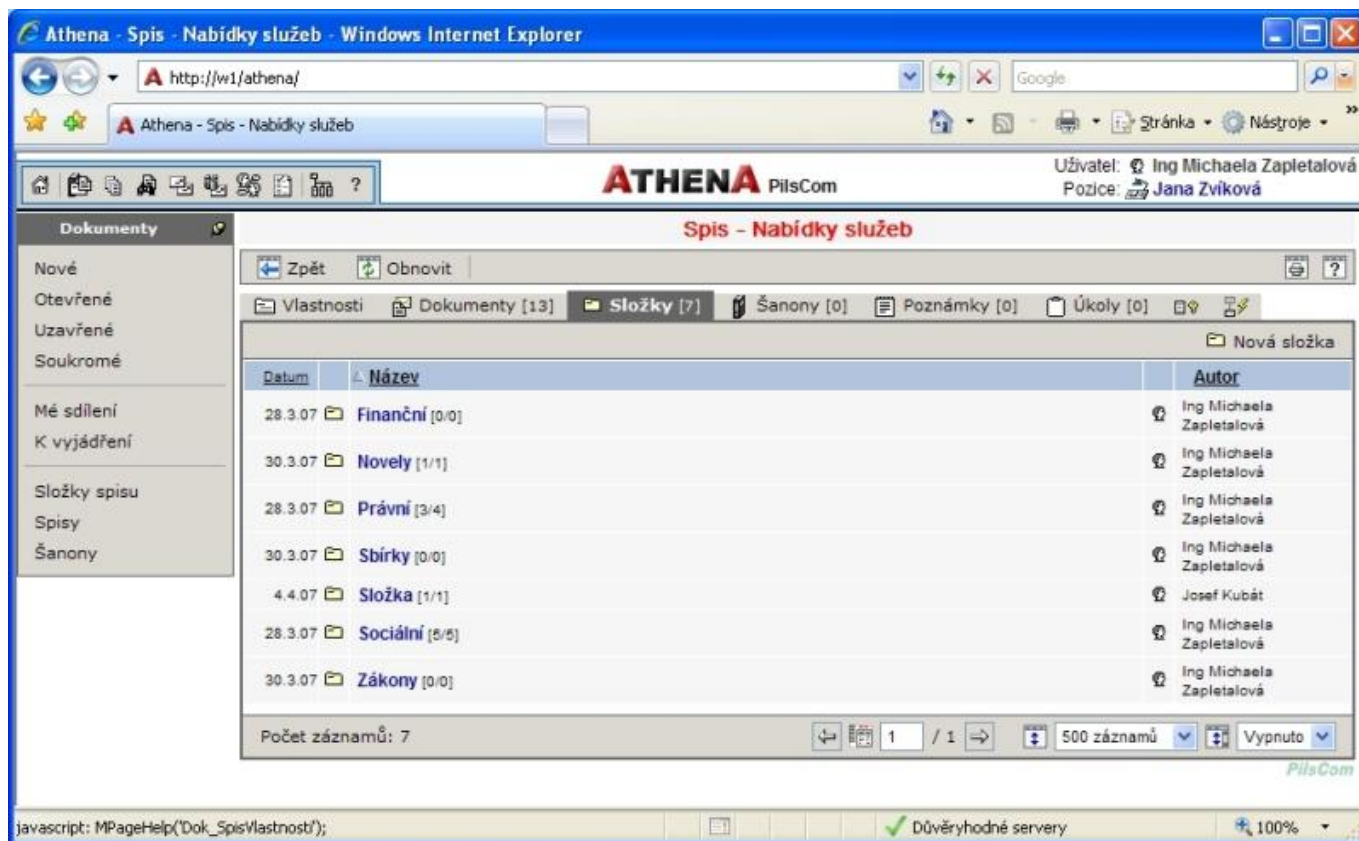 Athena - Spis - Nabídky služeb - Windows Internet Explorer
http://w1/athena/
Google
Athena - Spis - Nabídky služeb
Stránka
Nástroje
»
?
ATHENA PilsCom
Uživatel: Ing Michaela Zapletalová
Pozice: Jana Zvíková
Dokumenty
Nové
Otevřené
Uzavřené
Soukromé
Mé sdílení
K vyjádření
Složky spisu
Spisy
Šanony
Spis - Nabídky služeb
Zpět Obnovit ?
Vlastnosti Dokumenty [13] Složky [7] Šanony [0] Poznámky [0] Úkoly [0]
Nová složka
Datum Název Autor
28.3.07 Finanční [0/0] Ing Michaela
Zapletalová
30.3.07 Novely [1/1] Ing Michaela
Zapletalová
28.3.07 Právní [3/4] Ing Michaela
Zapletalová
30.3.07 Sbírky [0/0] Ing Michaela
Zapletalová
4.4.07 Složka [1/1] Josef Kubát
28.3.07 Sociální [5/5] Ing Michaela
Zapletalová
30.3.07 Zákony [0/0] Ing Michaela
Zapletalová
Počet záznamů: 7 1 / 1 500 záznamů Vypnuto
PilsCom
javascript: MPageHelp('Dok_SpisVlastnosti'); Důvěryhodné servery 100%